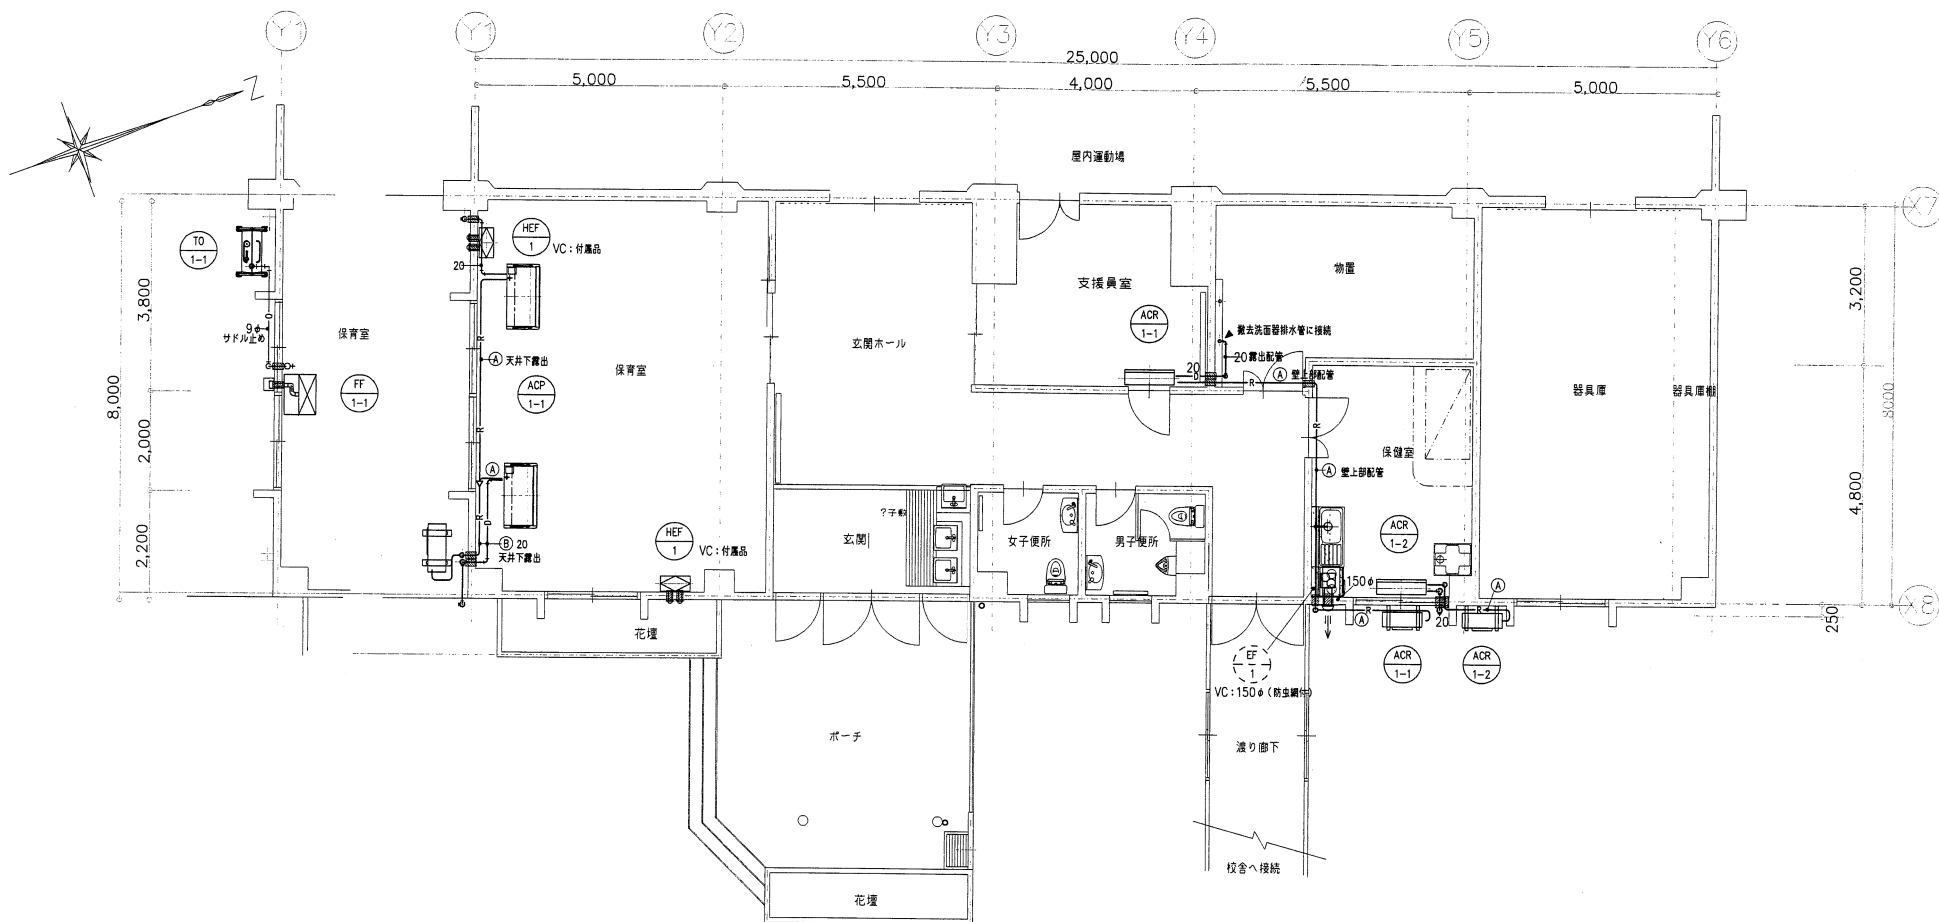 Y1
Y1
Y2
Y3
Y4
Y5
Y6
25,000
5,000
5,500
4,000
5,500
5,000
Z
屋内運動場
X7
TO
1-1
HEF
1
VC：付属品
20
3,800
8,000
2,000
2,200
9φ
サドル止め
D
保育室
FF
1-1
R
Ⓐ 天井下露出
ACP
1-1
保育室
玄関ホール
支援員室
ACR
1-1
物置
撤去洗面器排水管に接続
20 露出配管
20
D
R
Ⓐ 壁上部配管
R
Ⓐ 壁上部配管
保健室
器具庫
器具庫棚
3,200
8000
4,800
Ⓐ
R
D
Ⓑ 20
天井下露出
HEF
1
VC：付属品
玄関
?子敷
女子便所
男子便所
ACR
1-2
150φ
R
Ⓐ
20
R
Ⓐ
250
X8
花壇
EF
1
VC：150φ（防虫網付）
ACR
1-1
ACR
1-2
ポーチ
渡り廊下
校舎へ接続
花壇